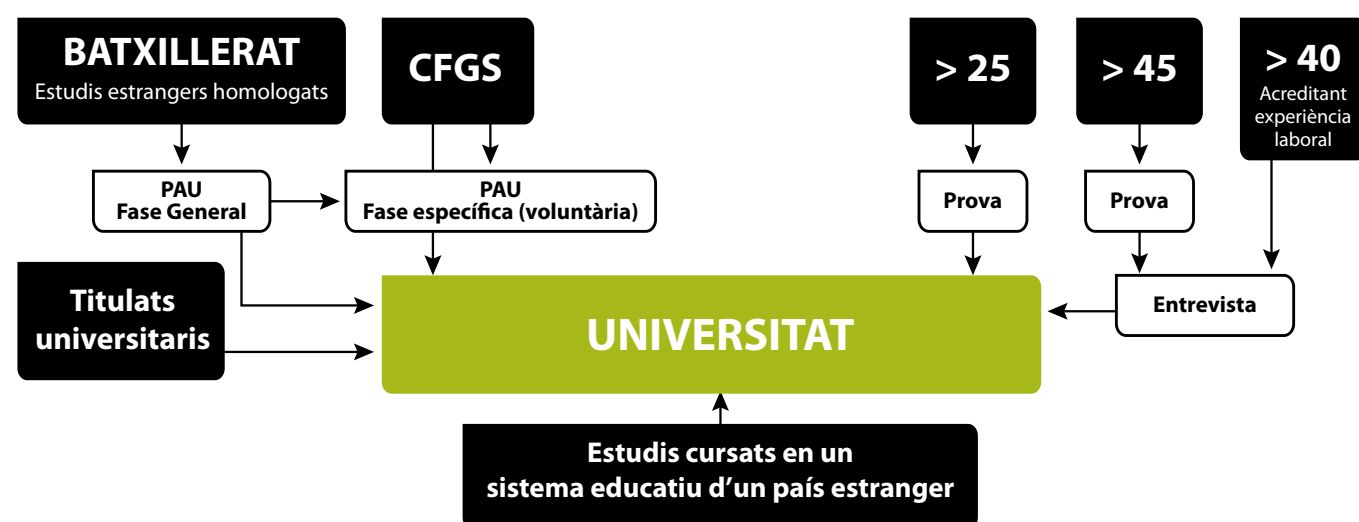 BATXILLERAT
Estudis estrangers homologats
CFGS
> 25
> 45
> 40
Acreditant
experiència
laboral
PAU
Fase General
PAU
Fase específica (voluntària)
Prova
Prova
Titulats
universitaris
UNIVERSITAT
Entrevista
Estudis cursats en un
sistema educatiu d’un país estranger